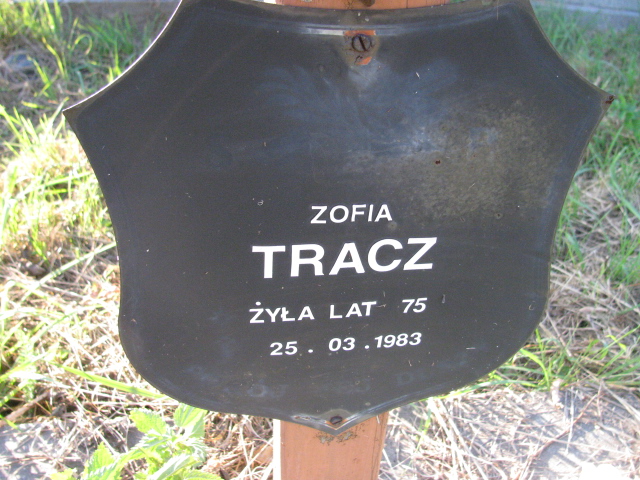 ZOFIA
TRACZ
ŻYŁA LAT 75
25 . 03 . 1983